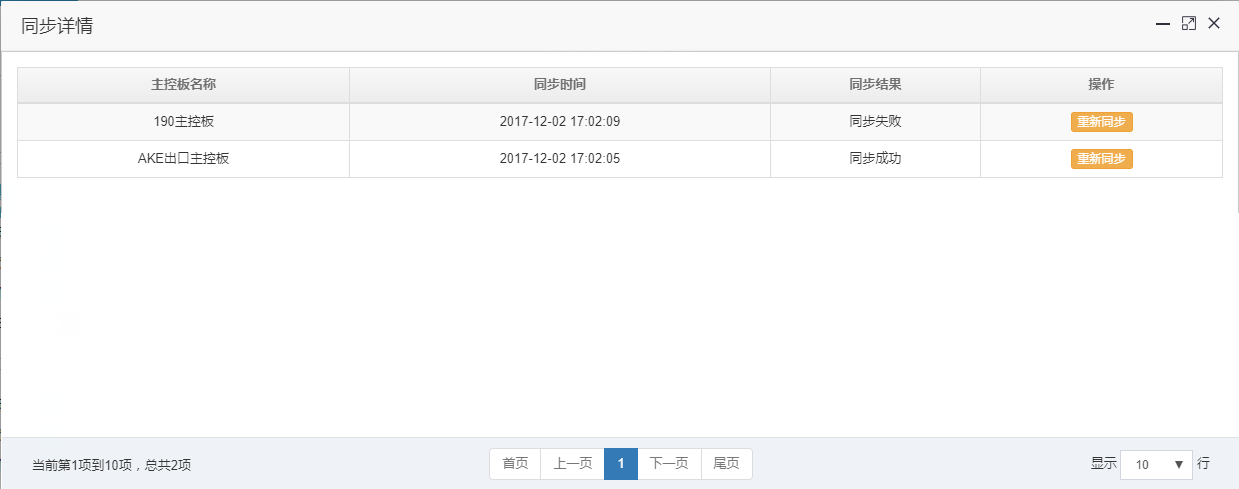 同步详情
主控板名称 同步时间 同步结果 操作
190主控板 2017-12-02 17:02:09 同步失败 重新同步
AKE出口主控板 2017-12-02 17:02:05 同步成功 重新同步
当前第1项到10项，总共2项 首页 上一页 1 下一页 尾页 显示 10 行